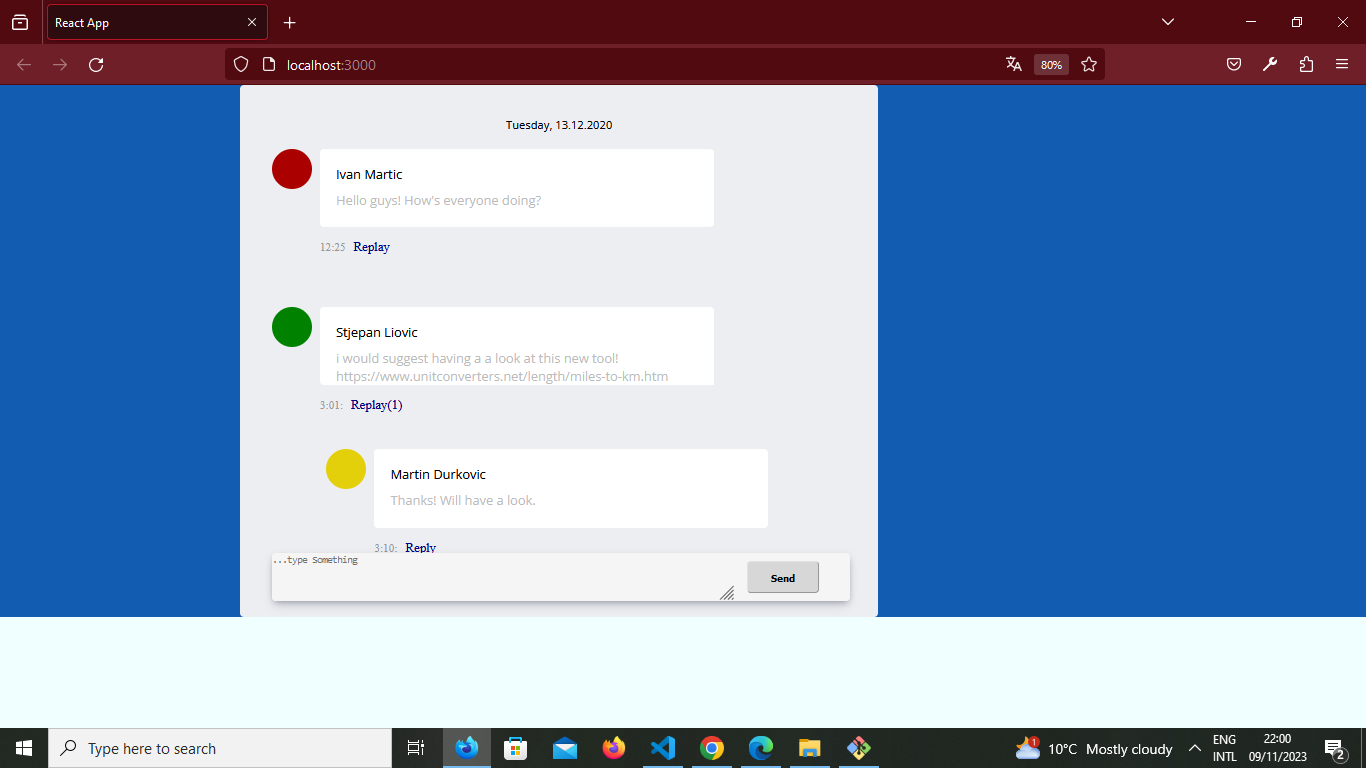 React App
localhost:3000
80%
Tuesday, 13.12.2020
Ivan Martic
Hello guys! How's everyone doing?
12:25 Replay
Stjepan Liovic
i would suggest having a a look at this new tool!
https://www.unitconverters.net/length/miles-to-km.htm
3:01: Replay(1)
Martin Durkovic
Thanks! Will have a look.
3:10: Reply
...type Something
Send
Type here to search
1
10°C Mostly cloudy
ENG
INTL
22:00
09/11/2023
2